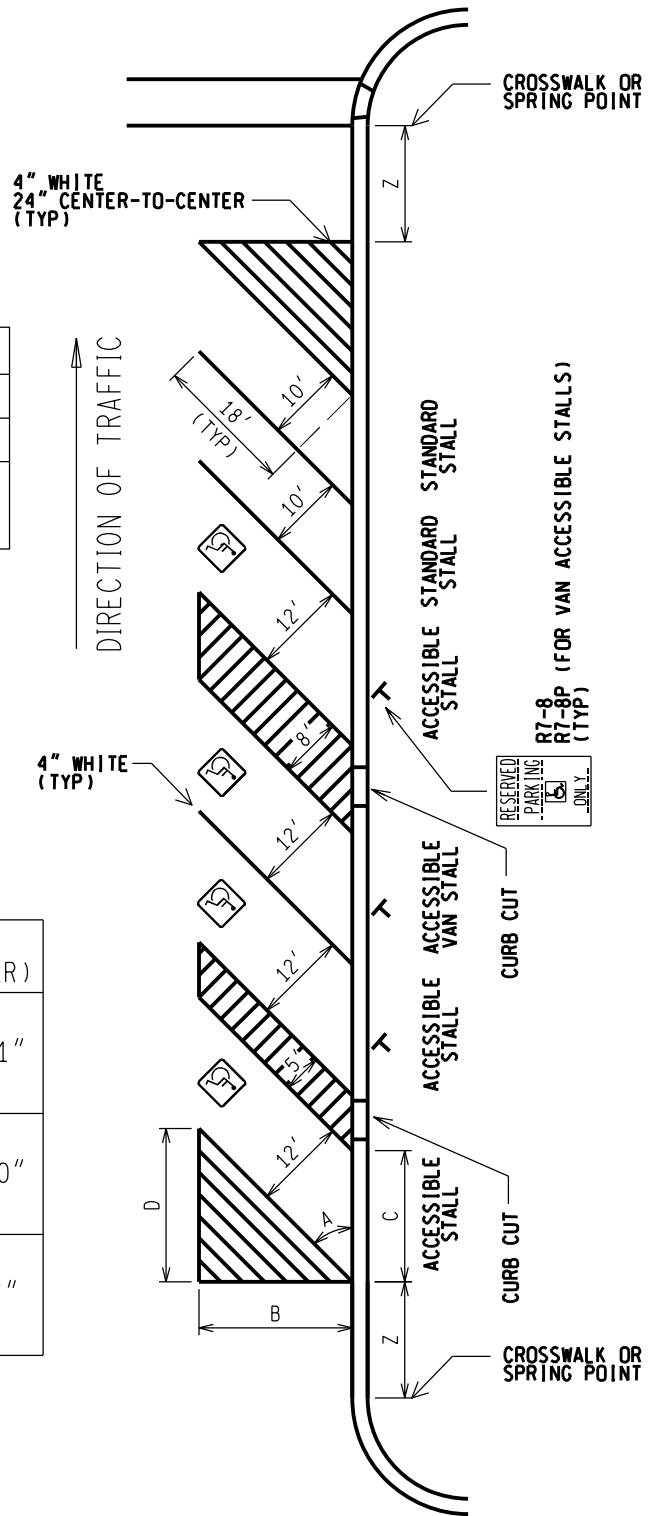 CROSSWALK OR
SPRING POINT
Z
4" WHITE
24" CENTER-TO-CENTER
(TYP)
DIRECTION OF TRAFFIC
10'
18'
(TYP)
10'
STANDARD
STALL
STANDARD
STALL
12'
ACCESSIBLE
STALL
R7-8
R7-8P (FOR VAN ACCESSIBLE STALLS)
(TYP)
RESERVED
PARKING
ONLY
8'
4" WHITE
(TYP)
12'
ACCESSIBLE
VAN STALL
CURB CUT
12'
ACCESSIBLE
STALL
5'
R)
1"
0"
"
12'
D
A
C
ACCESSIBLE
STALL
CURB CUT
B
Z
CROSSWALK OR
SPRING POINT